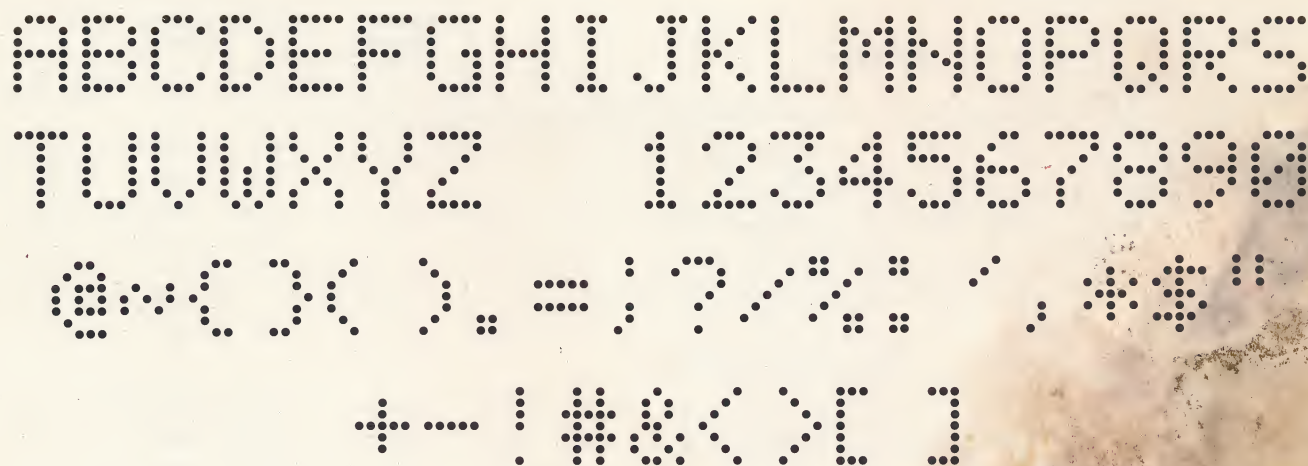 ABCDEFGHIJKLMNOPQRS
TUVWXYZ 1234567890
@~{ }( ). = ; ? / % : ' , * $ "
+ - ! # & < > [ ]